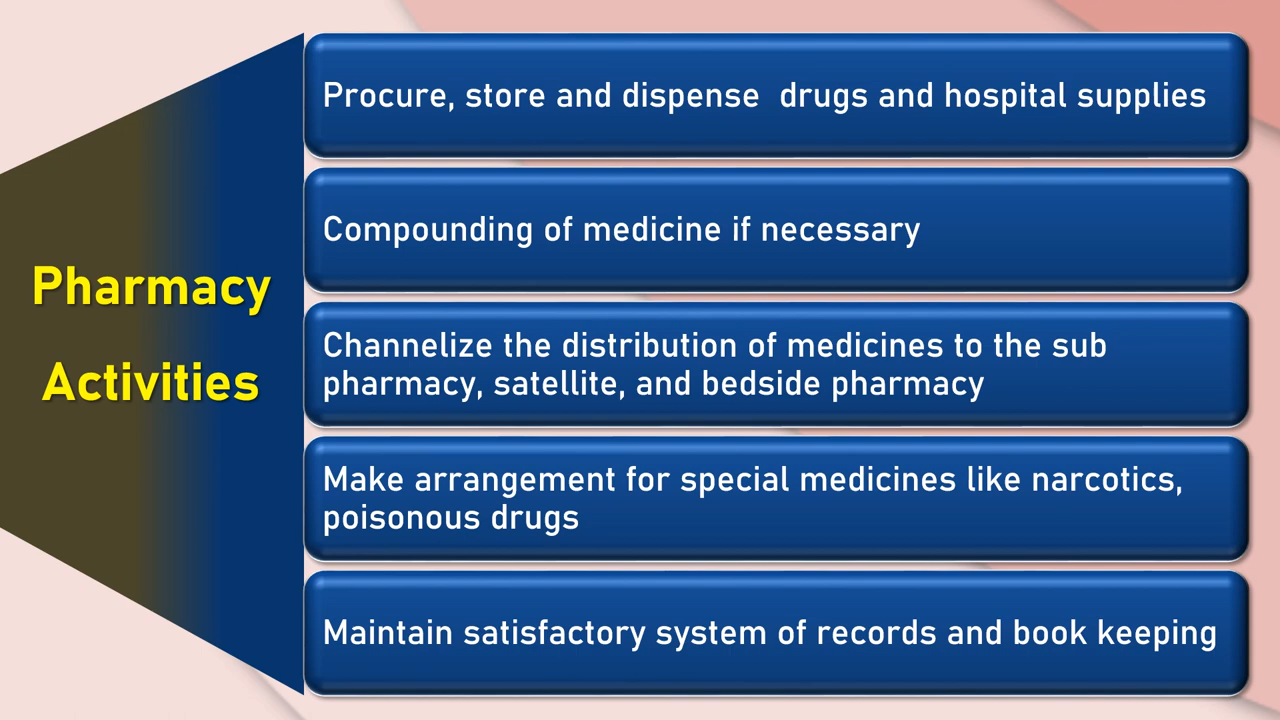 Pharmacy
Activities
Procure, store and dispense  drugs and hospital supplies
Compounding of medicine if necessary
Channelize the distribution of medicines to the sub
pharmacy, satellite, and bedside pharmacy
Make arrangement for special medicines like narcotics,
poisonous drugs
Maintain satisfactory system of records and book keeping